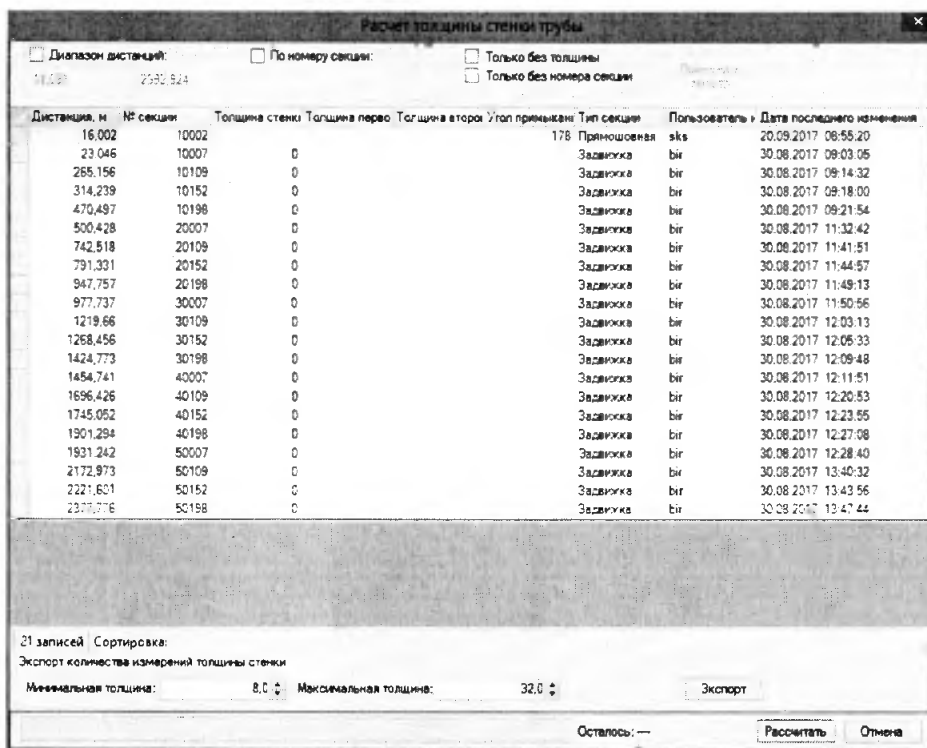 Расчет толщины стенки трубы
Диапазон дистанций: По номеру секции: Только без толщины
Только без номера секции
Дистанция, м № секции Толщина стенки Толщина перво Толщина второй Угол примыкани Тип секции Пользователь Дата последнего изменения
16,002 10002 178 Прямошовная sks 20.09.2017 08:55:20
23,046 10007 0 Задвижка bir 30.08.2017 09:03:05
265,156 10109 0 Задвижка bir 30.08.2017 09:14:32
314,239 10152 0 Задвижка bir 30.08.2017 09:18:00
470,497 10198 0 Задвижка bir 30.08.2017 09:21:54
500,428 20007 0 Задвижка bir 30.08.2017 11:32:42
742,518 20109 0 Задвижка bir 30.08.2017 11:41:51
791,331 20152 0 Задвижка bir 30.08.2017 11:44:57
947,757 20198 0 Задвижка bir 30.08.2017 11:49:13
977,737 30007 0 Задвижка bir 30.08.2017 11:50:56
1219,66 30109 0 Задвижка bir 30.08.2017 12:03:13
1268,456 30152 0 Задвижка bir 30.08.2017 12:05:33
1424,773 30198 0 Задвижка bir 30.08.2017 12:09:48
1454,741 40007 0 Задвижка bir 30.08.2017 12:11:51
1696,426 40109 0 Задвижка bir 30.08.2017 12:20:53
1745,052 40152 0 Задвижка bir 30.08.2017 12:23:55
1901,294 40198 0 Задвижка bir 30.08.2017 12:27:08
1931,242 50007 0 Задвижка bir 30.08.2017 12:28:40
2172,973 50109 0 Задвижка bir 30.08.2017 13:40:32
2221,601 50152 0 Задвижка bir 30.08.2017 13:43:56
2377,776 50198 0 Задвижка bir 30.08.2017 13:47:44
21 записей Сортировка:
Экспорт количества измерений толщины стенки
Минимальная толщина: 8,0 Максимальная толщина: 32,0 Экспорт
Осталось: — Рассчитать Отмена